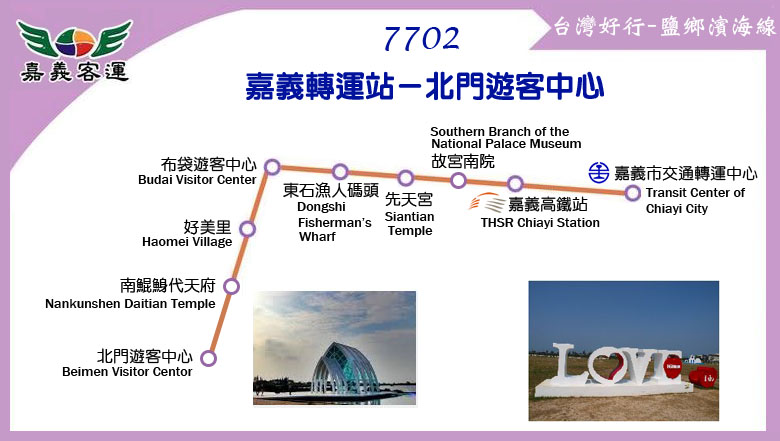 嘉義客運
7702
台灣好行-鹽鄉濱海線
嘉義轉運站－北門遊客中心
Southern Branch of the
National Palace Museum
故宮南院
嘉義市交通轉運中心
Transit Center of
Chiayi City
嘉義高鐵站
THSR Chiayi Station
先天宮
Siantian
Temple
東石漁人碼頭
Dongshi
Fisherman's
Wharf
布袋遊客中心
Budai Visitor Center
好美里
Haomei Village
南鯤鯓代天府
Nankunshen Daitian Temple
北門遊客中心
Beimen Visitor Centor
LOVE